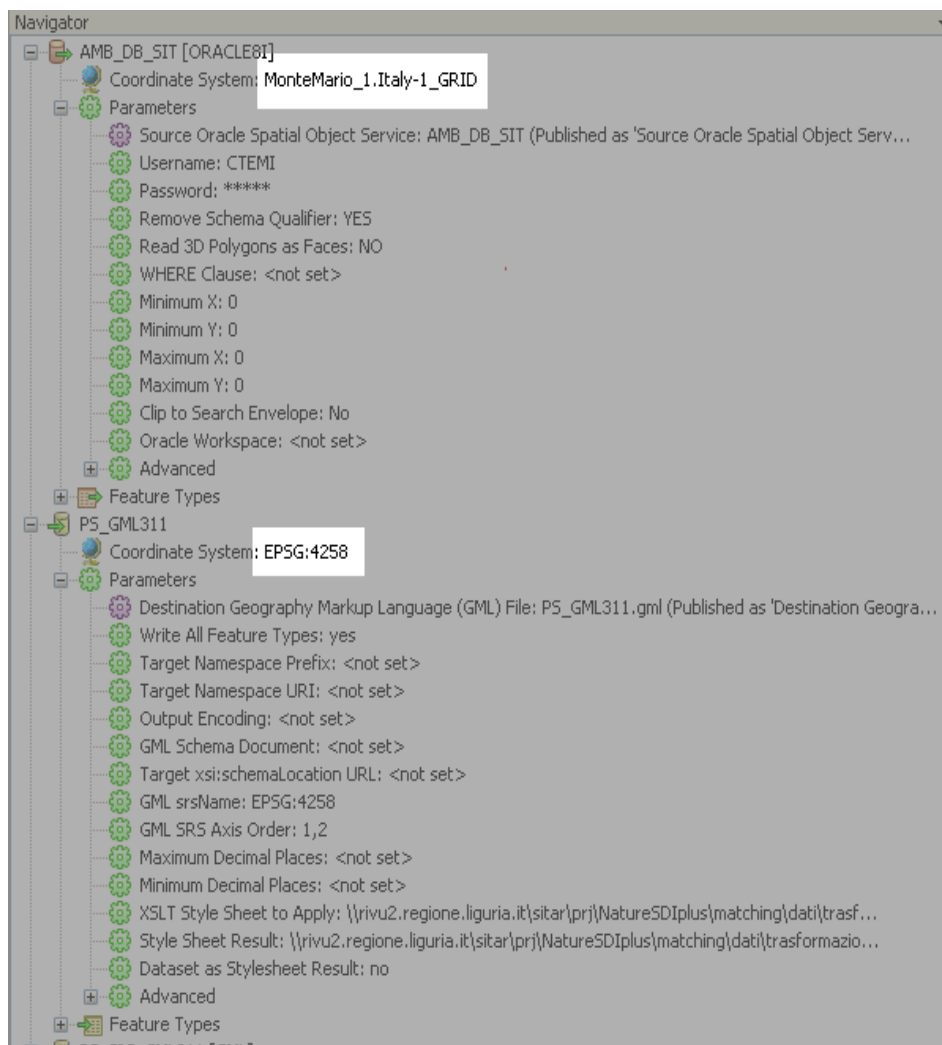 Navigator
AMB_DB_SIT [ORACLE8I]
Coordinate System: MonteMario_1.Italy-1_GRID
Parameters
Source Oracle Spatial Object Service: AMB_DB_SIT (Published as 'Source Oracle Spatial Object Serv...
Username: CTEMI
Password: *****
Remove Schema Qualifier: YES
Read 3D Polygons as Faces: NO
WHERE Clause: <not set>
Minimum X: 0
Minimum Y: 0
Maximum X: 0
Maximum Y: 0
Clip to Search Envelope: No
Oracle Workspace: <not set>
Advanced
Feature Types
PS_GML311
Coordinate System: EPSG:4258
Parameters
Destination Geography Markup Language (GML) File: PS_GML311.gml (Published as 'Destination Geogra...
Write All Feature Types: yes
Target Namespace Prefix: <not set>
Target Namespace URI: <not set>
Output Encoding: <not set>
GML Schema Document: <not set>
Target xsi:schemaLocation URL: <not set>
GML srsName: EPSG:4258
GML SRS Axis Order: 1,2
Maximum Decimal Places: <not set>
Minimum Decimal Places: <not set>
XSLT Style Sheet to Apply: \\rivu2.regione.liguria.it\sitar\prj\NatureSDIplus\matching\dati\trasf...
Style Sheet Result: \\rivu2.regione.liguria.it\sitar\prj\NatureSDIplus\matching\dati\trasformazio...
Dataset as Stylesheet Result: no
Advanced
Feature Types